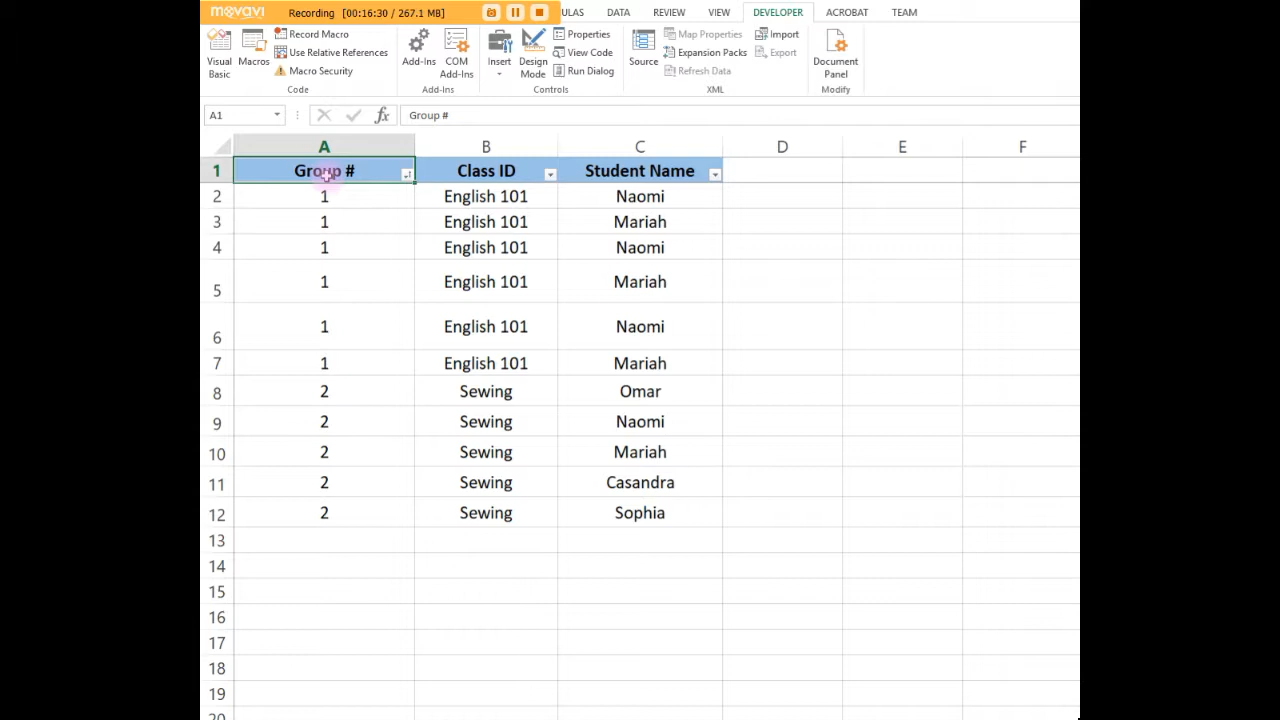 movavi Recording [00:16:30 / 267.1 MB] ULAS DATA REVIEW VIEW DEVELOPER ACROBAT TEAM
Record Macro Properties Map Properties Import
Use Relative References View Code Expansion Packs Export
Macro Security Run Dialog Refresh Data
Visual Basic Macros Add-Ins COM Add-Ins Insert Design Mode Source Document Panel
Code Add-Ins Controls XML Modify
A1 fx Group #
A B C D E F
1 Group # Class ID Student Name
2 1 English 101 Naomi
3 1 English 101 Mariah
4 1 English 101 Naomi
5 1 English 101 Mariah
6 1 English 101 Naomi
7 1 English 101 Mariah
8 2 Sewing Omar
9 2 Sewing Naomi
10 2 Sewing Mariah
11 2 Sewing Casandra
12 2 Sewing Sophia
13
14
15
16
17
18
19
20